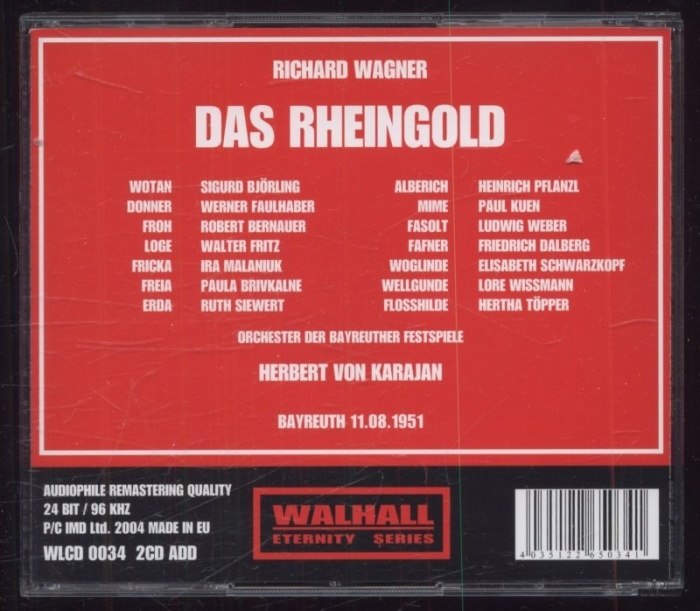 RICHARD WAGNER
DAS RHEINGOLD
WOTAN SIGURD BJÖRLING
DONNER WERNER FAULHABER
FROH ROBERT BERNAUER
LOGE WALTER FRITZ
FRICKA IRA MALANIUK
FREIA PAULA BRIVKALNE
ERDA RUTH SIEWERT
ALBERICH HEINRICH PFLANZL
MIME PAUL KUEN
FASOLT LUDWIG WEBER
FAFNER FRIEDRICH DALBERG
WOGLINDE ELISABETH SCHWARZKOPF
WELLGUNDE LORE WISSMANN
FLOSSHILDE HERTHA TÖPPER
ORCHESTER DER BAYREUTHER FESTSPIELE
HERBERT VON KARAJAN
BAYREUTH 11.08.1951
AUDIOPHILE REMASTERING QUALITY
24 BIT / 96 KHZ
P/C IMD Ltd. 2004 MADE IN EU
WLCD 0034 2CD ADD
WALHALL
ETERNITY SERIES
4 035122 650341